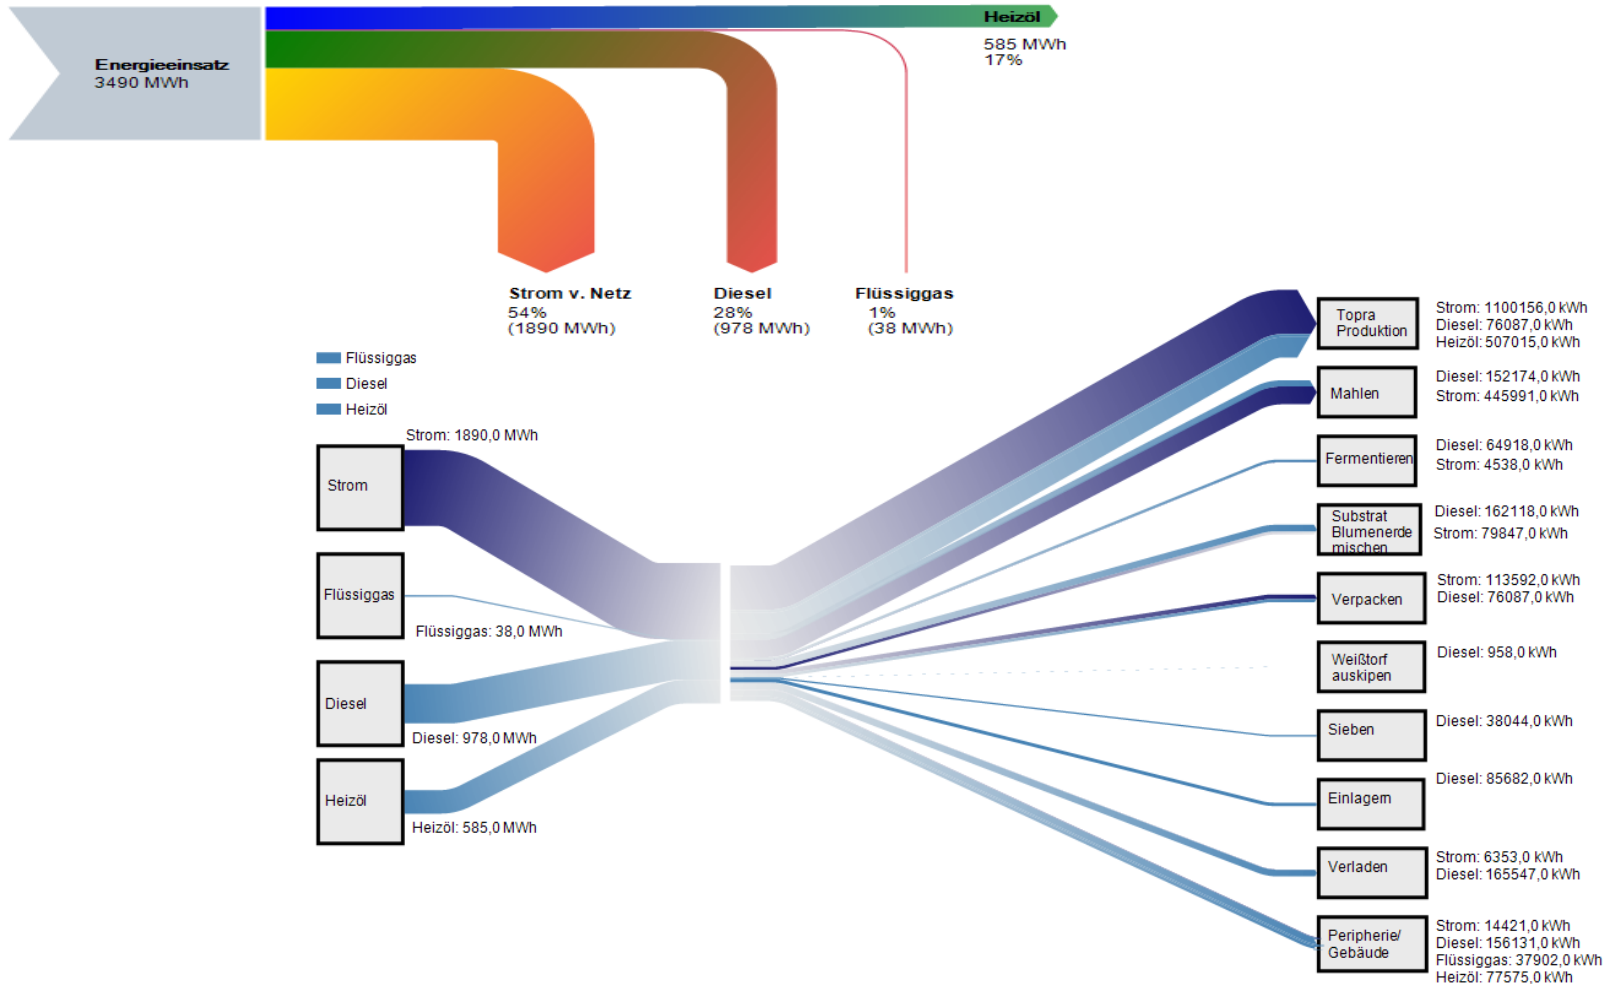 Heizöl
585 MWh
17%
Energieeinsatz
3490 MWh
Strom v. Netz
54%
(1890 MWh)
Diesel
28%
(978 MWh)
Flüssiggas
1%
(38 MWh)
Flüssiggas
Diesel
Heizöl
Strom: 1890,0 MWh
Strom
Flüssiggas
Flüssiggas: 38,0 MWh
Diesel
Diesel: 978,0 MWh
Heizöl
Heizöl: 585,0 MWh
Topra
Produktion
Strom: 1100156,0 kWh
Diesel: 76087,0 kWh
Heizöl: 507015,0 kWh
Mahlen
Diesel: 152174,0 kWh
Strom: 445991,0 kWh
Fermentieren
Diesel: 64918,0 kWh
Strom: 4538,0 kWh
Substrat
Blumenerde
mischen
Diesel: 162118,0 kWh
Strom: 79847,0 kWh
Verpacken
Strom: 113592,0 kWh
Diesel: 76087,0 kWh
Weißtorf
auskipen
Diesel: 958,0 kWh
Sieben
Diesel: 38044,0 kWh
Einlagern
Diesel: 85682,0 kWh
Verladen
Strom: 6353,0 kWh
Diesel: 165547,0 kWh
Peripherie/
Gebäude
Strom: 14421,0 kWh
Diesel: 156131,0 kWh
Flüssiggas: 37902,0 kWh
Heizöl: 77575,0 kWh